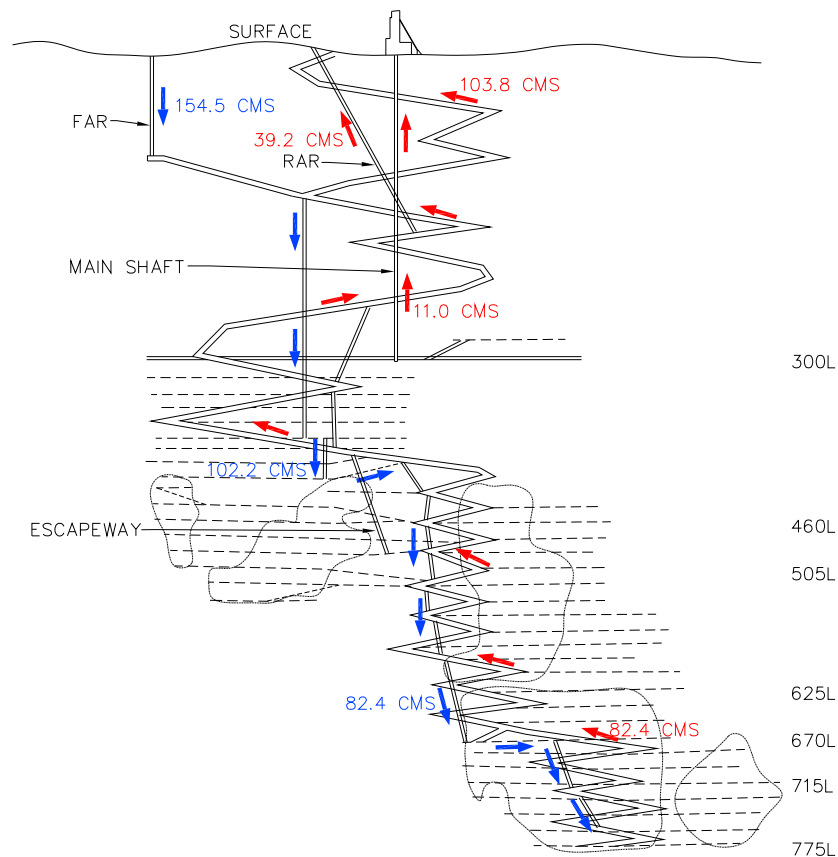 SURFACE
103.8 CMS
154.5 CMS
FAR
39.2 CMS
RAR
MAIN SHAFT
11.0 CMS
300L
102.2 CMS
ESCAPEWAY
460L
505L
625L
82.4 CMS
82.4 CMS
670L
715L
775L